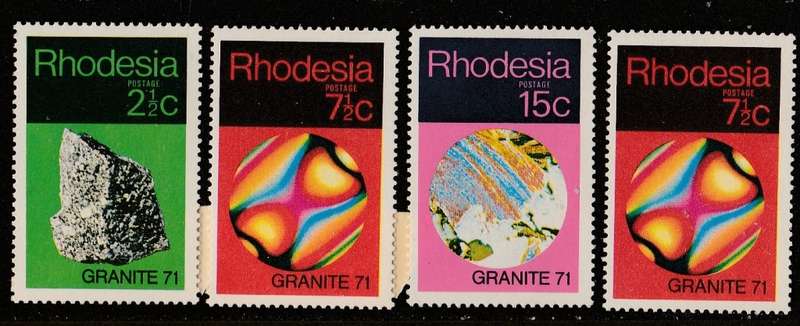 Rhodesia
POSTAGE
2½c
GRANITE 71
Rhodesia
POSTAGE
7½c
GRANITE 71
Rhodesia
POSTAGE
15c
GRANITE 71
Rhodesia
POSTAGE
7½c
GRANITE 71